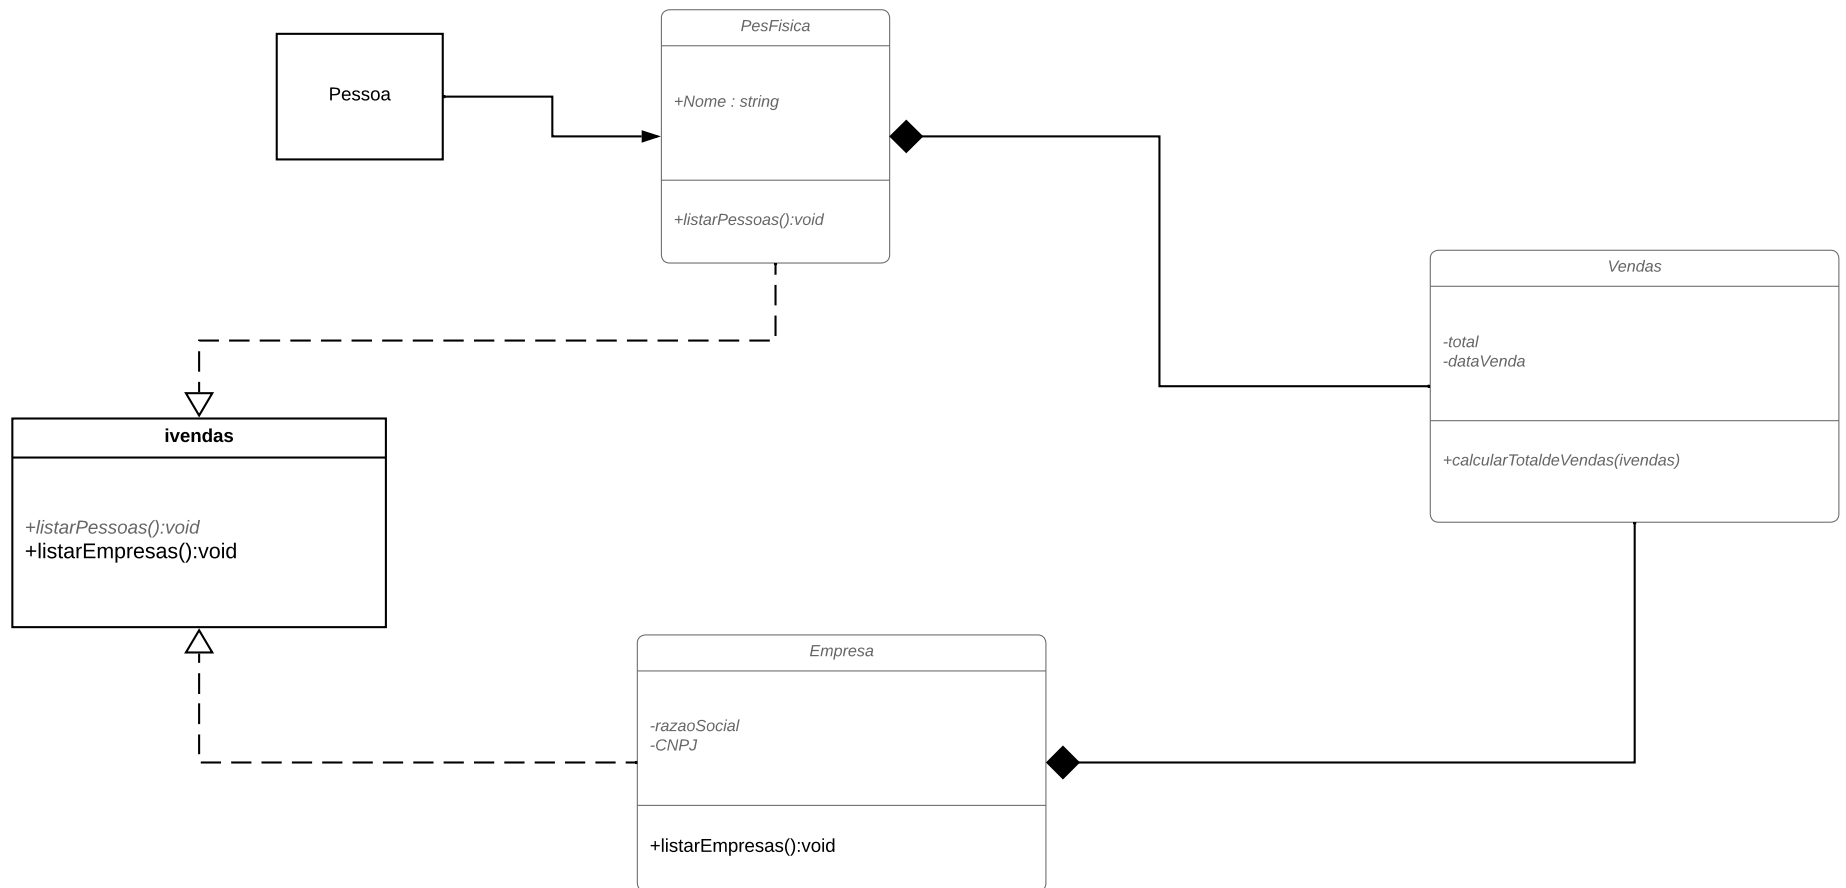 PesFisica
+Nome : string
+listarPessoas():void
Pessoa
Vendas
-total
-dataVenda
+calcularTotaldeVendas(ivendas)
ivendas
+listarPessoas():void
+listarEmpresas():void
Empresa
-razaoSocial
-CNPJ
+listarEmpresas():void